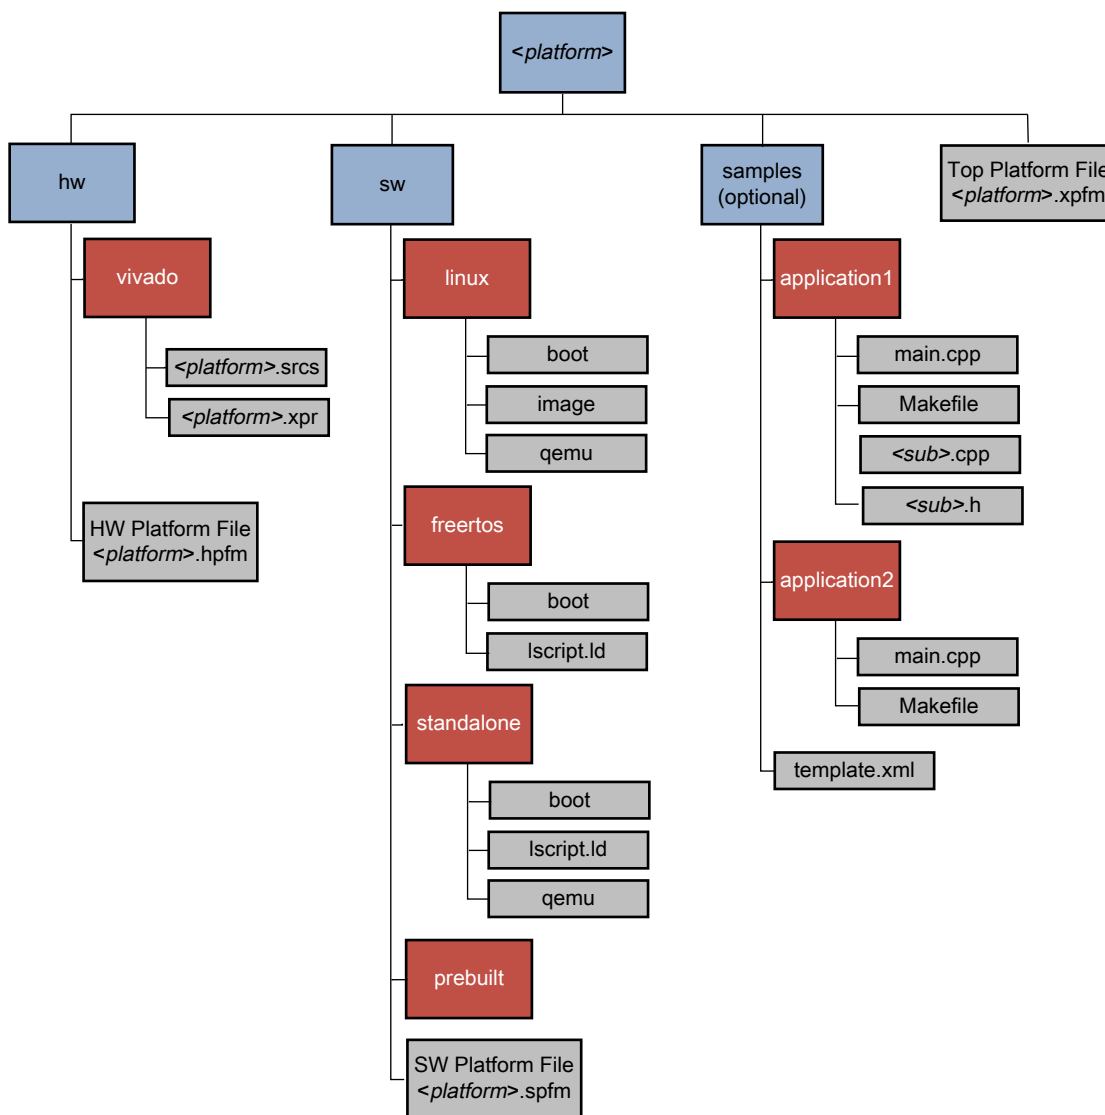 <platform>
hw
sw
samples
(optional)
Top Platform File
<platform>.xpfm
vivado
<platform>.srcs
<platform>.xpr
HW Platform File
<platform>.hpfm
linux
boot
image
qemu
freertos
boot
lscript.ld
standalone
boot
lscript.ld
qemu
prebuilt
SW Platform File
<platform>.spfm
application1
main.cpp
Makefile
<sub>.cpp
<sub>.h
application2
main.cpp
Makefile
template.xml